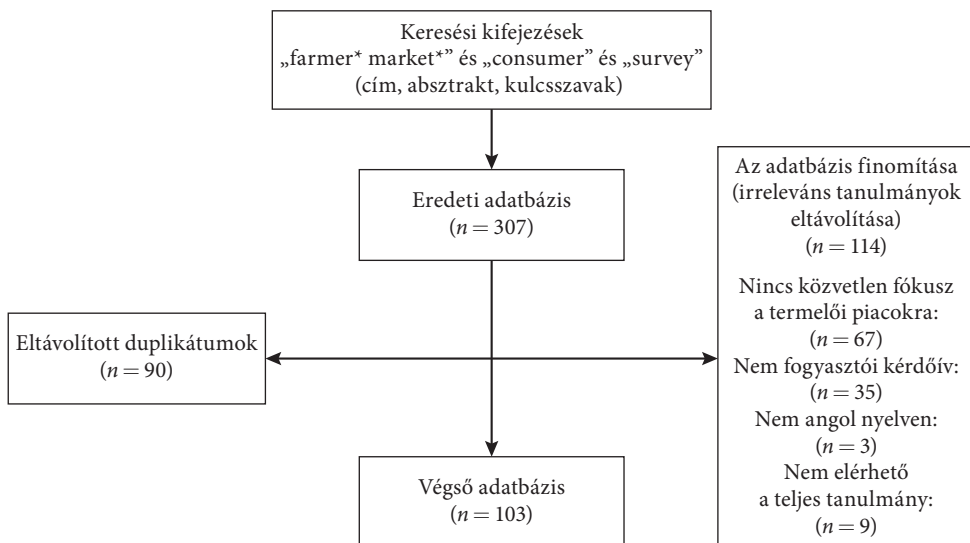 Keresési kifejezések
„farmer* market*” és „consumer” és „survey”
(cím, absztrakt, kulcsszavak)
Eredeti adatbázis
(n = 307)
Eltávolított duplikátumok
(n = 90)
Az adatbázis finomítása
(irreleváns tanulmányok
eltávolítása)
(n = 114)
Nincs közvetlen fókusz
a termelői piacokra:
(n = 67)
Nem fogyasztói kérdőív:
(n = 35)
Nem angol nyelven:
(n = 3)
Nem elérhető
a teljes tanulmány:
(n = 9)
Végső adatbázis
(n = 103)